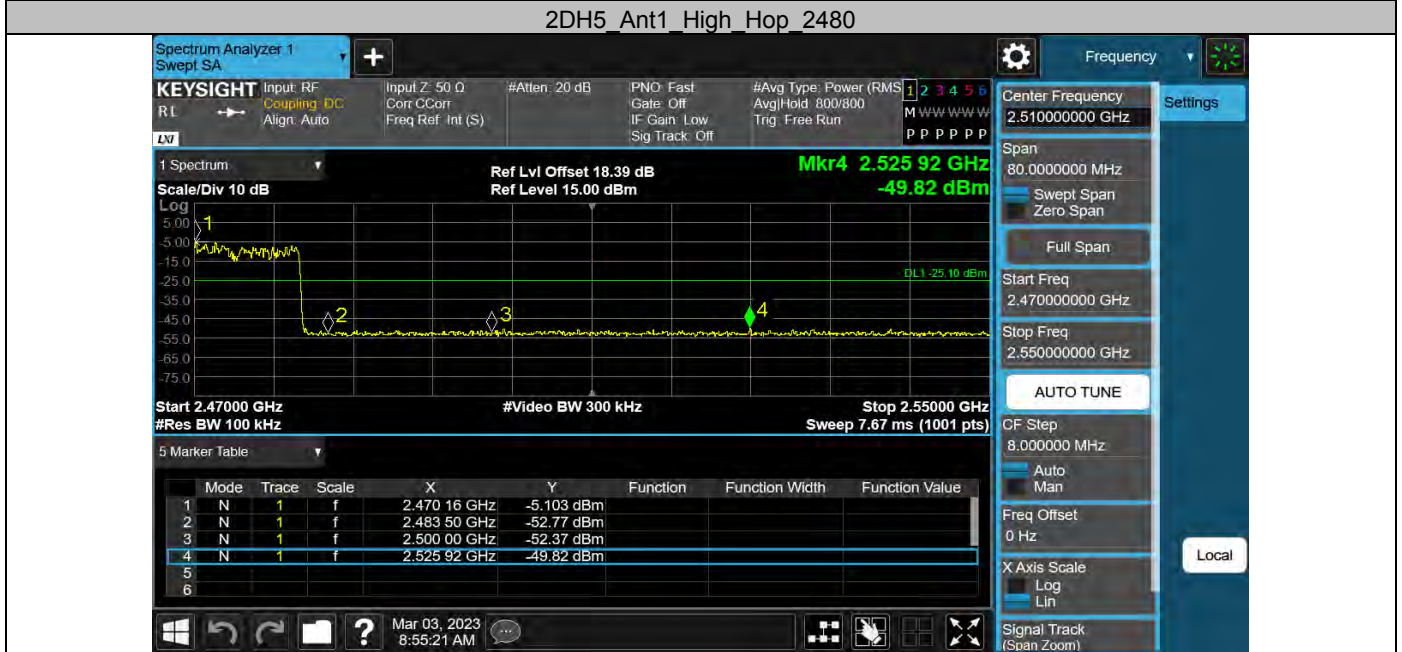 2DH5_Ant1_High_Hop_2480
Spectrum Analyzer 1
Swept SA
+
Frequency
KEYSIGHT
RL
LXI
Input: RF
Coupling: DC
Align: Auto
Input Z: 50 Ω
Corr CCorr
Freq Ref: Int (S)
#Atten: 20 dB
PNO: Fast
Gate: Off
IF Gain: Low
Sig Track: Off
#Avg Type: Power (RMS
Avg|Hold: 800/800
Trig: Free Run
1 2 3 4 5 6
M W W W W W
P P P P P P
1 Spectrum
Scale/Div 10 dB
Ref Lvl Offset 18.39 dB
Ref Level 15.00 dBm
Mkr4 2.525 92 GHz
-49.82 dBm
Log
5.00
-5.00
-15.0
-25.0
-35.0
-45.0
-55.0
-65.0
-75.0
1
2
3
4
DL1 -25.10 dBm
Start 2.47000 GHz
#Video BW 300 kHz
Stop 2.55000 GHz
#Res BW 100 kHz
Sweep 7.67 ms (1001 pts)
5 Marker Table
Mode Trace Scale X Y Function Function Width Function Value
1 N 1 f 2.470 16 GHz -5.103 dBm
2 N 1 f 2.483 50 GHz -52.77 dBm
3 N 1 f 2.500 00 GHz -52.37 dBm
4 N 1 f 2.525 92 GHz -49.82 dBm
5
6
?
Mar 03, 2023
8:55:21 AM
Center Frequency
2.510000000 GHz
Settings
Span
80.0000000 MHz
Swept Span
Zero Span
Full Span
Start Freq
2.470000000 GHz
Stop Freq
2.550000000 GHz
AUTO TUNE
CF Step
8.000000 MHz
Auto
Man
Freq Offset
0 Hz
Local
X Axis Scale
Log
Lin
Signal Track
(Span Zoom)